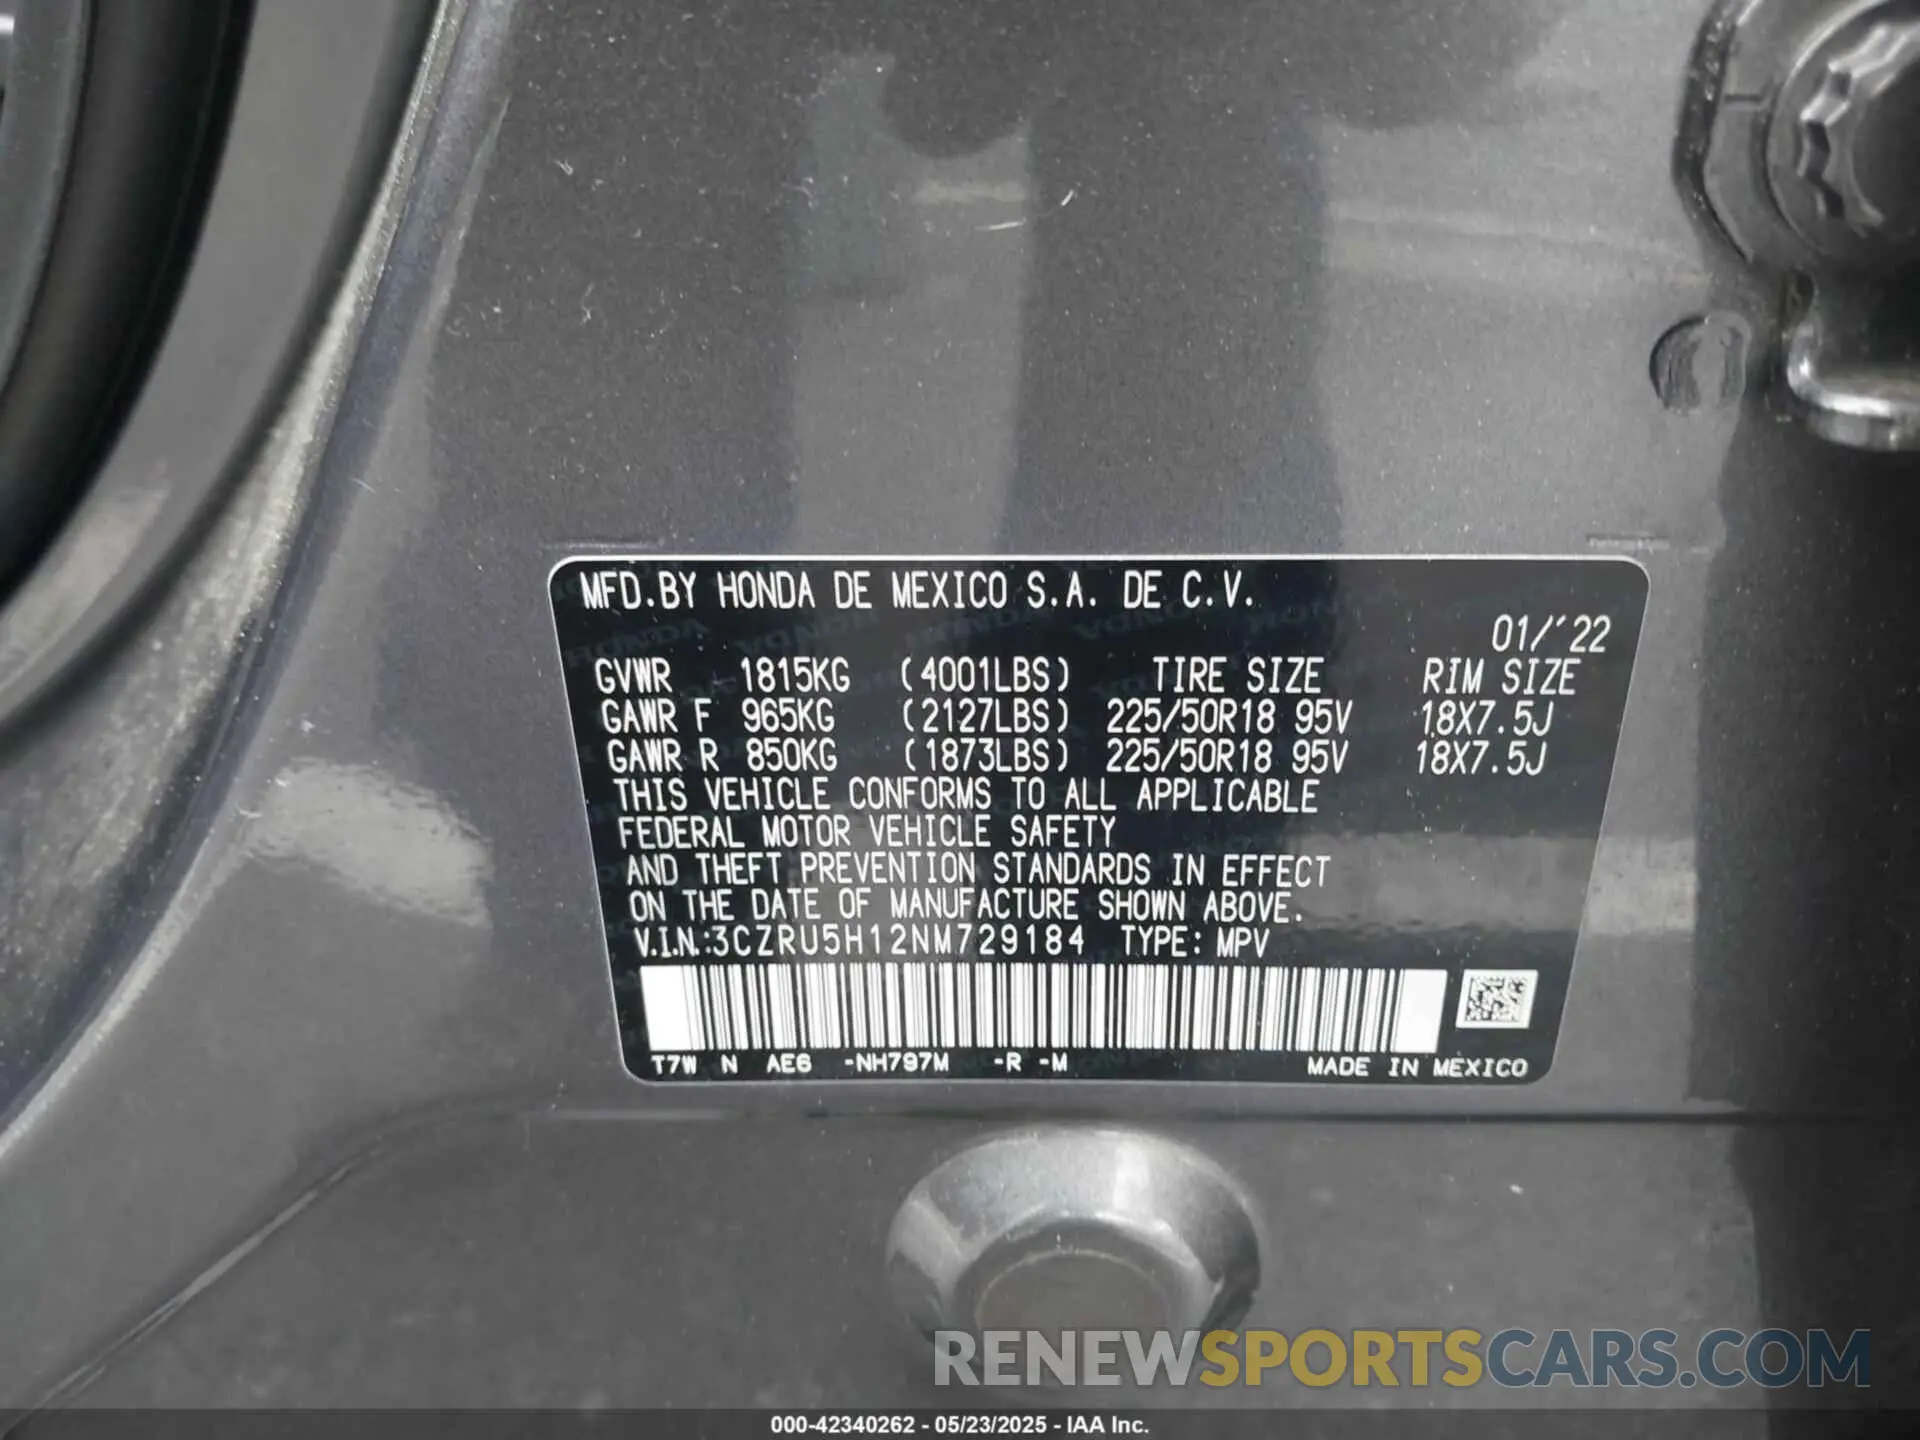 MFD.BY HONDA DE MEXICO S.A. DE C.V.
01/'22
GVWR 1815KG (4001LBS) TIRE SIZE RIM SIZE
GAWR F 965KG (2127LBS) 225/50R18 95V 18X7.5J
GAWR R 850KG (1873LBS) 225/50R18 95V 18X7.5J
THIS VEHICLE CONFORMS TO ALL APPLICABLE
FEDERAL MOTOR VEHICLE SAFETY
AND THEFT PREVENTION STANDARDS IN EFFECT
ON THE DATE OF MANUFACTURE SHOWN ABOVE.
V.I.N.:3CZRU5H12NM729184 TYPE: MPV
T7W N AE6 -NH797M -R -M MADE IN MEXICO
RENEWSPORTSCARS.COM
000-42340262 - 05/23/2025 - IAA Inc.